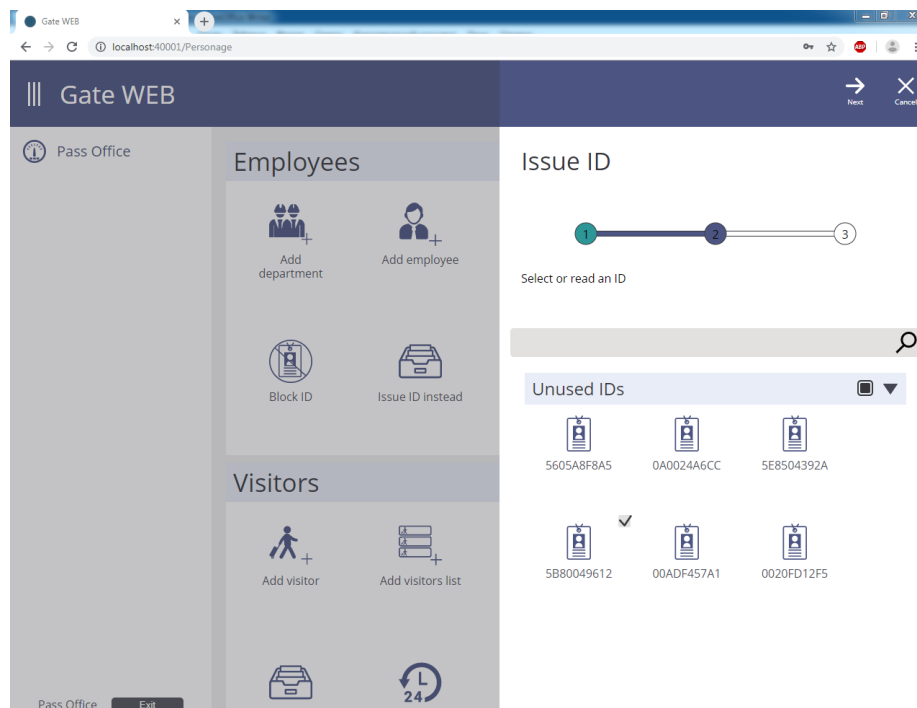 Gate WEB
localhost:40001/Personage
ABP
Gate WEB
Next
Cancel
Pass Office
Employees
Add
department
Add employee
Block ID
Issue ID instead
Visitors
Add visitor
Add visitors list
24
Pass Office
Exit
Issue ID
1
2
3
Select or read an ID
Unused IDs
5605A8F8A5
0A0024A6CC
5E8504392A
5B80049612
00ADF457A1
0020FD12F5